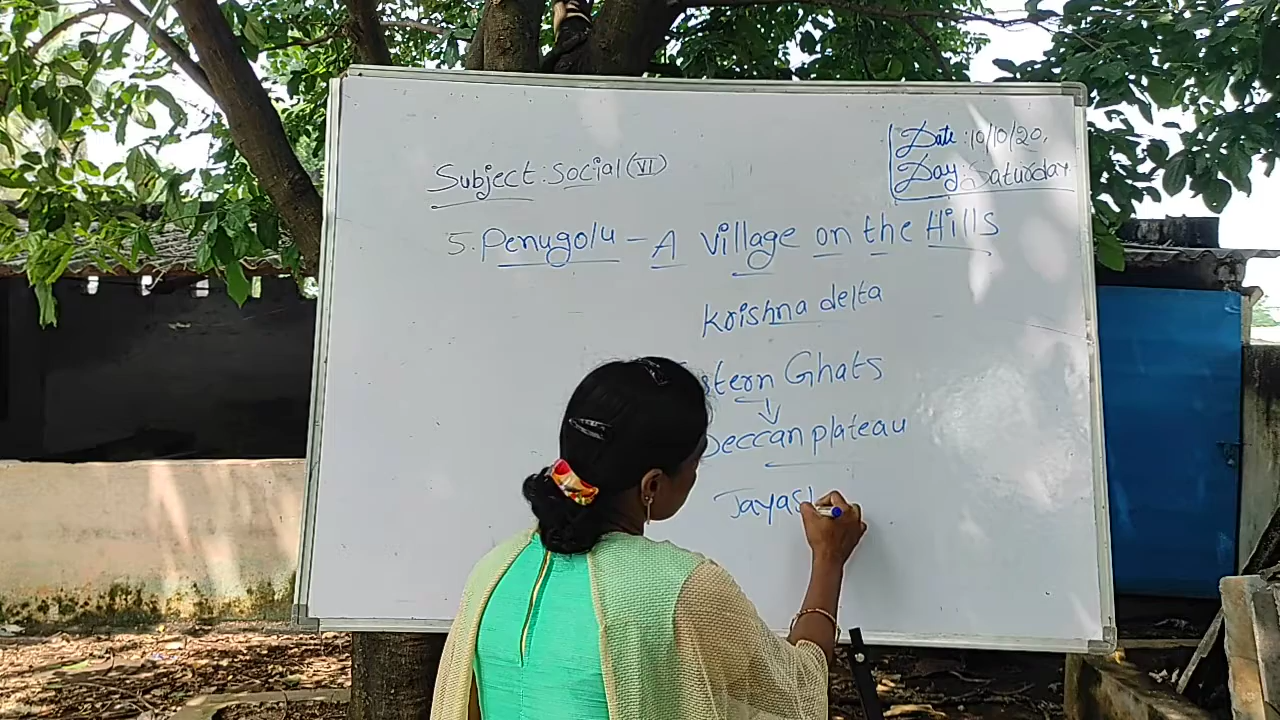 Date : 10/10/20.
Day : Saturday
Subject : Social (VI)
5. Penugolu - A Village on the Hills
Krishna delta
stern Ghats
Deccan plateau
Jayas